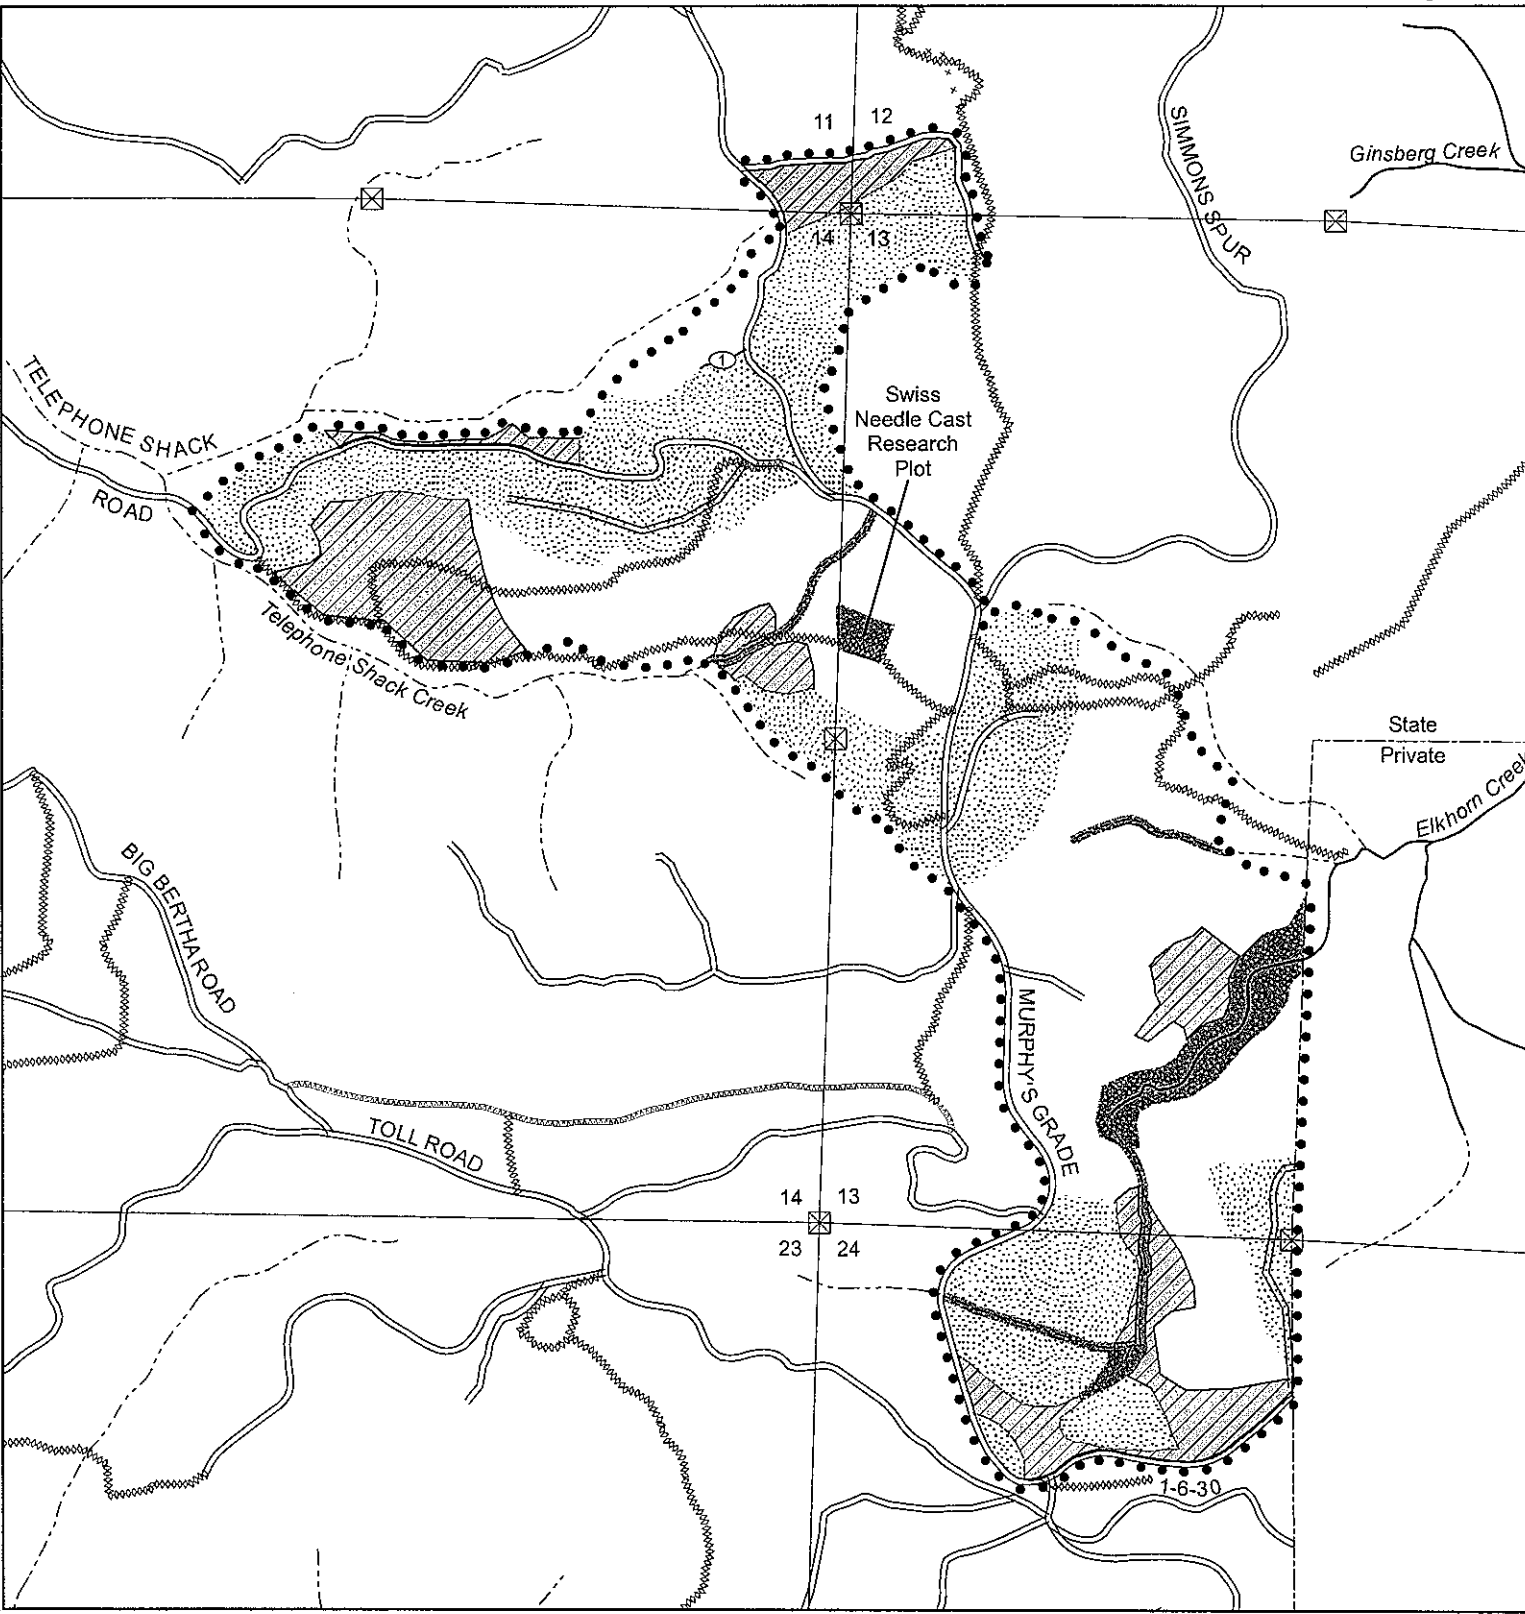 11 12
SIMMONS SPUR
Ginsberg Creek
14 13
1
TELEPHONE SHACK
ROAD
Swiss
Needle Cast
Research
Plot
Telephone Shack Creek
State
Private
Elkhorn Creek
BIG BERTHA ROAD
MURPHY'S GRADE
TOLL ROAD
14 13
23 24
1-6-30